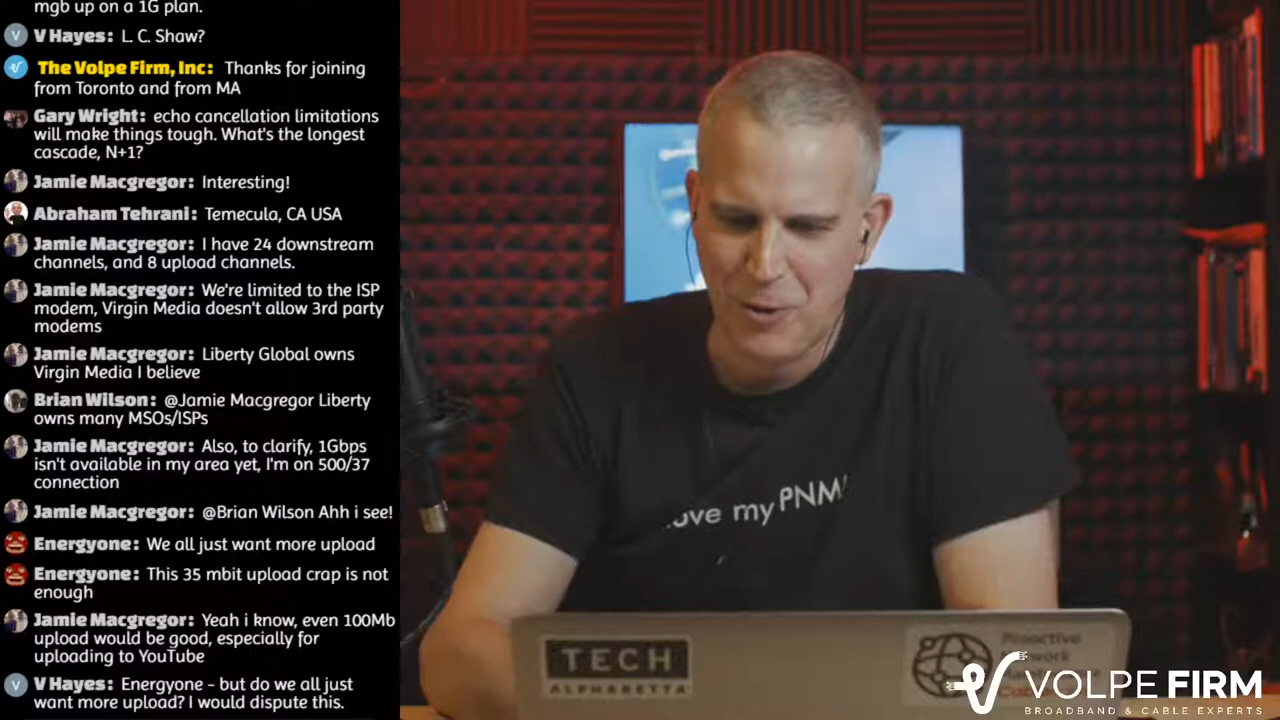 mgb up on a 1G plan.
V Hayes: L. C. Shaw?
The Volpe Firm, Inc: Thanks for joining
from Toronto and from MA
Gary Wright: echo cancellation limitations
will make things tough. What's the longest
cascade, N+1?
Jamie Macgregor: Interesting!
Abraham Tehrani: Temecula, CA USA
Jamie Macgregor: I have 24 downstream
channels, and 8 upload channels.
Jamie Macgregor: We're limited to the ISP
modem, Virgin Media doesn't allow 3rd party
modems
Jamie Macgregor: Liberty Global owns
Virgin Media I believe
Brian Wilson: @Jamie Macgregor Liberty
owns many MSOs/ISPs
Jamie Macgregor: Also, to clarify, 1Gbps
isn't available in my area yet, I'm on 500/37
connection
Jamie Macgregor: @Brian Wilson Ahh i see!
Energyone: We all just want more upload
Energyone: This 35 mbit upload crap is not
enough
Jamie Macgregor: Yeah i know, even 100Mb
upload would be good, especially for
uploading to YouTube
V Hayes: Energyone - but do we all just
want more upload? I would dispute this.
my PNM
TECH
ALPHABETTA
Proactive
VOLPE FIRM
BROADBAND & CABLE EXPERTS